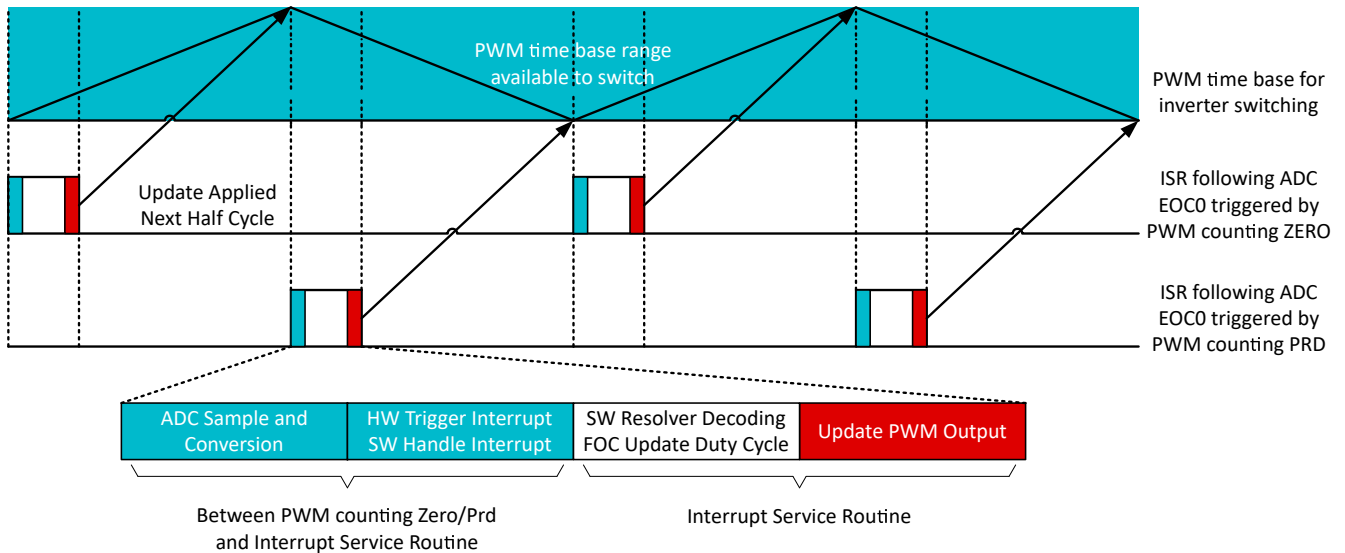 PWM time base range
available to switch
PWM time base for
inverter switching
Update Applied
Next Half Cycle
ISR following ADC
EOC0 triggered by
PWM counting ZERO
ISR following ADC
EOC0 triggered by
PWM counting PRD
ADC Sample and
Conversion
HW Trigger Interrupt
SW Handle Interrupt
SW Resolver Decoding
FOC Update Duty Cycle
Update PWM Output
Between PWM counting Zero/Prd
and Interrupt Service Routine
Interrupt Service Routine